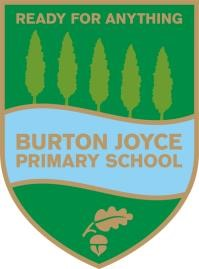 READY FOR ANYTHING
BURTON JOYCE
PRIMARY SCHOOL